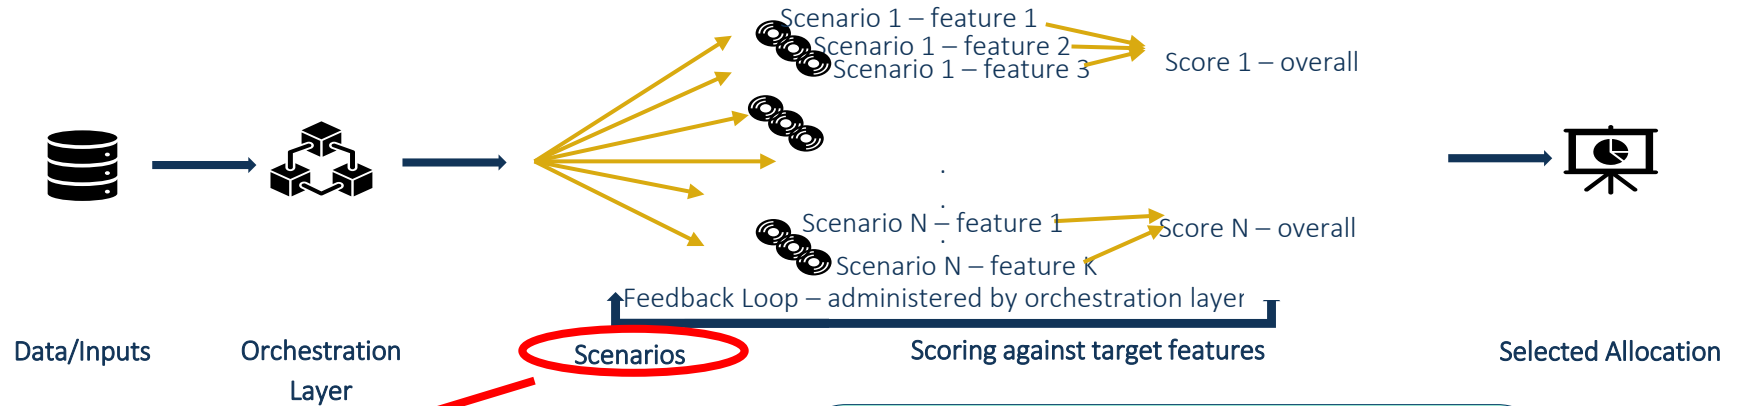 Scenario 1 – feature 1
Scenario 1 – feature 2
Scenario 1 – feature 3
Score 1 – overall
.
.
.
Scenario N – feature 1
Score N – overall
Scenario N – feature K
Feedback Loop – administered by orchestration layer
Data/Inputs
Orchestration
Layer
Scenarios
Scoring against target features
Selected Allocation